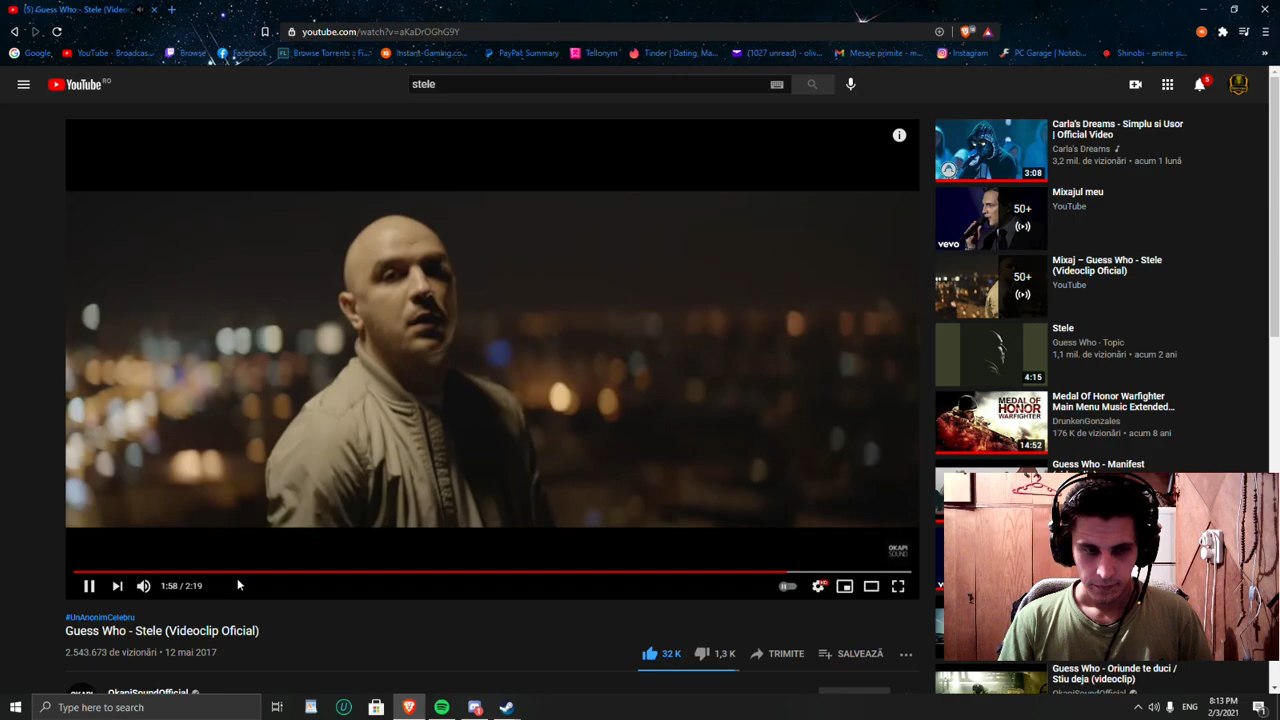 (5) Guess Who - Stele (Video
youtube.com/watch?v=aKaDrOGhG9Y
Google
YouTube - Broadcas...
Twitch
Browse
Facebook
Browse Torrents :: Fi...
Instant-Gaming.co...
PayPal: Summary
Tellonym
Tinder | Dating, Ma...
(1027 unread) - oliv...
Mesaje pjimite - m...
Instagram
PC Garage | Noteb...
Shinobi - anime și...
YouTube RO
stele
5
Carla's Dreams - Simplu si Usor
| Official Video
Carla's Dreams
3,2 mil. de vizionări • acum 1 lună
3:08
Mixajul meu
YouTube
50+
vevo
Mixaj – Guess Who - Stele
(Videoclip Oficial)
YouTube
50+
Stele
Guess Who - Topic
1,1 mil. de vizionări • acum 2 ani
4:15
Medal Of Honor Warfighter
Main Menu Music Extended...
DrunkenGonzales
176 K de vizionări • acum 8 ani
MEDAL OF
HONOR
WARFIGHTER
14:52
Guess Who - Manifest
OKAPI
SOUND
1:58 / 2:19
HD
#UnAnonimCelebru
Guess Who - Stele (Videoclip Oficial)
2.543.673 de vizionări • 12 mai 2017
32 K
1,3 K
TRIMITE
SALVEAZĂ
OkapiSoundOfficial
Guess Who - Oriunde te duci /
Stiu deja (videoclip)
OkapiSoundOfficial
Type here to search
ENG
8:13 PM
2/3/2021